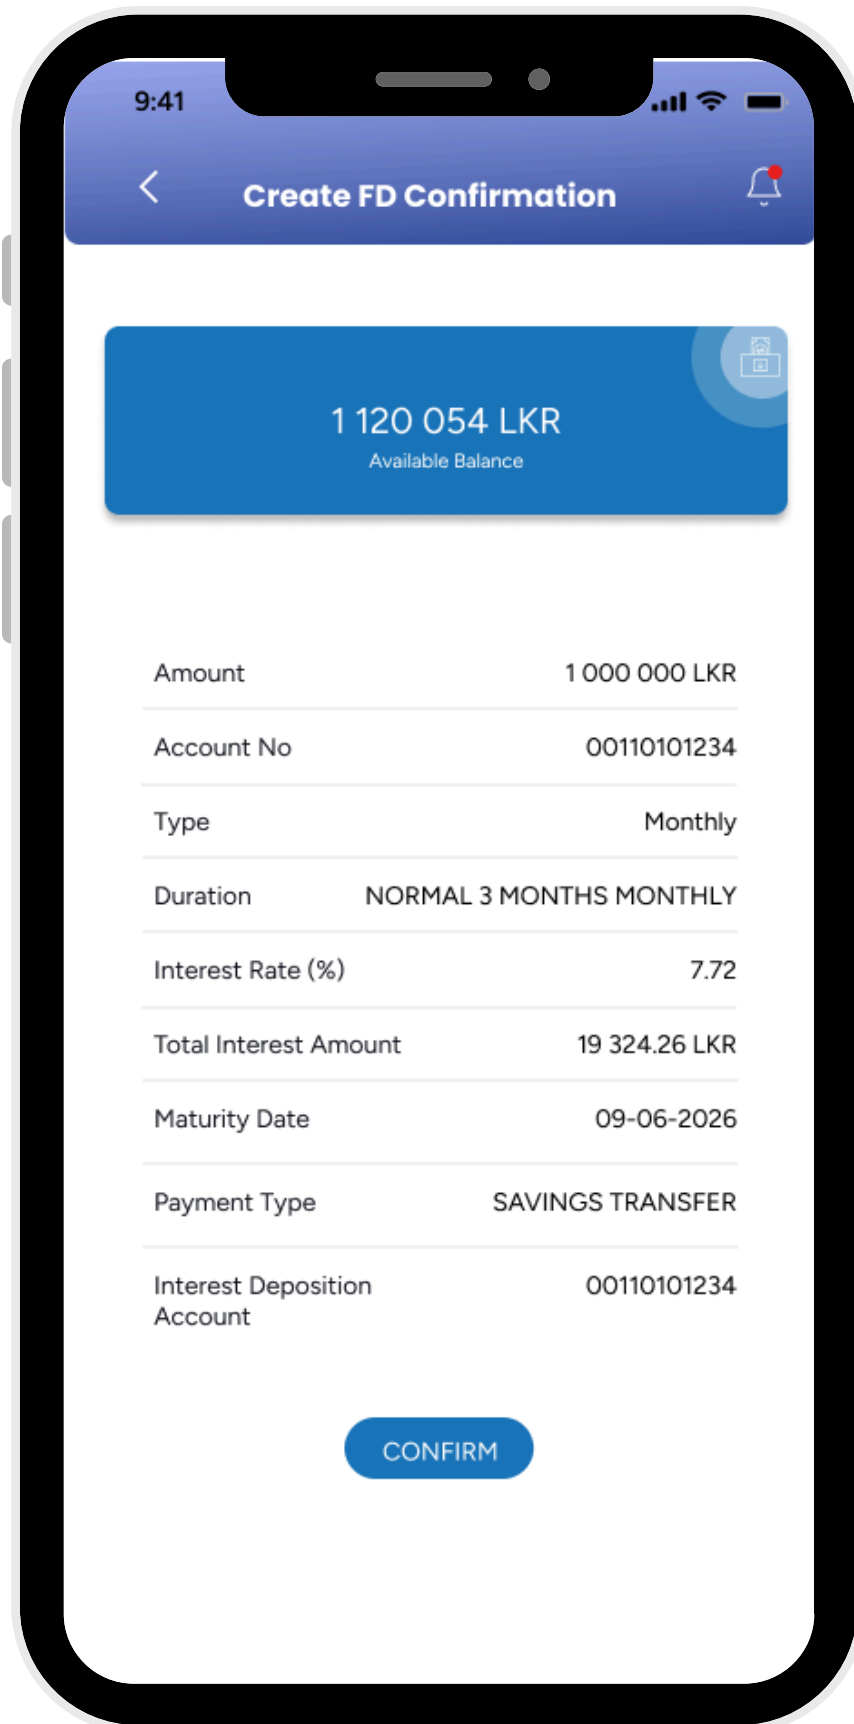 9:41
Create FD Confirmation
1 120 054 LKR
Available Balance
Amount 1 000 000 LKR
Account No 00110101234
Type Monthly
Duration NORMAL 3 MONTHS MONTHLY
Interest Rate (%) 7.72
Total Interest Amount 19 324.26 LKR
Maturity Date 09-06-2026
Payment Type SAVINGS TRANSFER
Interest Deposition 00110101234
Account
CONFIRM